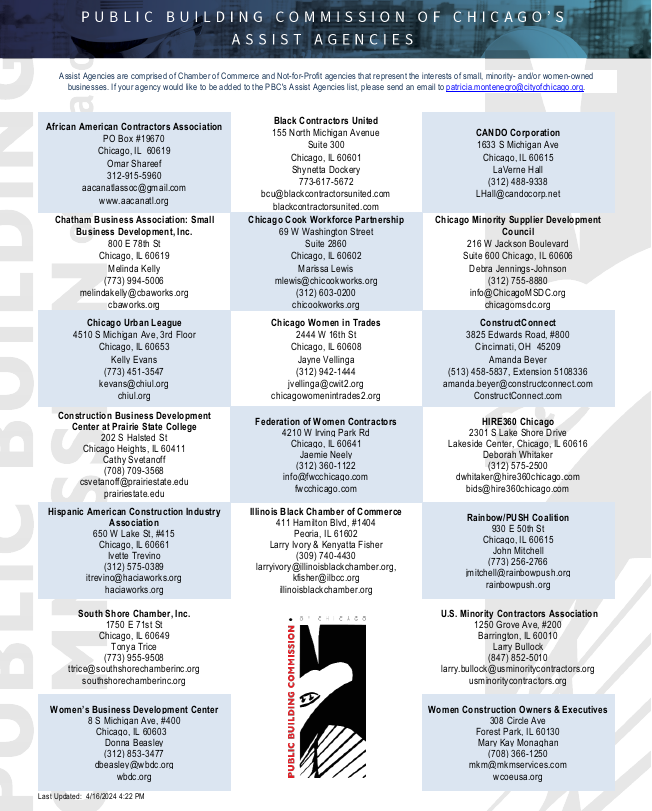 PUBLIC BUILDING COMMISSION OF CHICAGO'S
ASSIST AGENCIES
Assist Agencies are comprised of Chamber of Commerce and Not-for-Profit agencies that represent the interests of small, minority- and/or women-owned
businesses. If your agency would like to be added to the PBC's Assist Agencies list, please send an email to patricia.montenegro@cityofchicago.org.
African American Contractors Association
PO Box #19670
Chicago, IL 60619
Omar Shareef
312-915-5960
aacanatlassoc@gmail.com
www.aacanatl.org
Black Contractors United
155 North Michigan Avenue
Suite 300
Chicago, IL 60601
Shynetta Dockery
773-617-5672
bcu@blackcontractorsunited.com
blackcontractorsunited.com
CANDO Corporation
1633 S Michigan Ave
Chicago, IL 60615
LaVerne Hall
(312) 488-9338
LHall@candocorp.net
Chatham Business Association: Small
Business Development, Inc.
800 E 78th St
Chicago, IL 60619
Melinda Kelly
(773) 994-5006
melindakelly@cbaworks.org
cbaworks.org
Chicago Cook Workforce Partnership
69 W Washington Street
Suite 2860
Chicago, IL 60602
Marissa Lewis
mlewis@chicookworks.org
(312) 603-0200
chicookworks.org
Chicago Minority Supplier Development
Council
216 W Jackson Boulevard
Suite 600 Chicago, IL 60606
Debra Jennings-Johnson
(312) 755-8880
info@ChicagoMSDC.org
chicagomsdc.org
Chicago Urban League
4510 S Michigan Ave, 3rd Floor
Chicago, IL 60653
Kelly Evans
(773) 451-3547
kevans@chiul.org
chiul.org
Chicago Women in Trades
2444 W 16th St
Chicago, IL 60608
Jayne Vellinga
(312) 942-1444
jvellinga@cwit2.org
chicagowomenintrades2.org
ConstructConnect
3825 Edwards Road, #800
Cincinnati, OH 45209
Amanda Beyer
(513) 458-5837, Extension 5108336
amanda.beyer@constructconnect.com
ConstructConnect.com
Construction Business Development
Center at Prairie State College
202 S Halsted St
Chicago Heights, IL 60411
Cathy Svetanoff
(708) 709-3568
csvetanoff@prairiestate.edu
prairiestate.edu
Federation of Women Contractors
4210 W Irving Park Rd
Chicago, IL 60641
Jaemie Neely
(312) 360-1122
info@fwcchicago.com
fwcchicago.com
HIRE360 Chicago
2301 S Lake Shore Drive
Lakeside Center, Chicago, IL 60616
Deborah Whitaker
(312) 575-2500
dwhitaker@hire360chicago.com
bids@hire360chicago.com
Hispanic American Construction Industry
Association
650 W Lake St, #415
Chicago, IL 60661
Ivette Trevino
(312) 575-0389
itrevino@haciaworks.org
haciaworks.org
Illinois Black Chamber of Commerce
411 Hamilton Blvd, #1404
Peoria, IL 61602
Larry Ivory & Kenyatta Fisher
(309) 740-4430
larryivory@illinoisblackchamber.org,
kfisher@ilbcc.org
illinoisblackchamber.org
Rainbow/PUSH Coalition
930 E 50th St
Chicago, IL 60615
John Mitchell
(773) 256-2766
jmitchell@rainbowpush.org
rainbowpush.org
South Shore Chamber, Inc.
1750 E 71st St
Chicago, IL 60649
Tonya Trice
(773) 955-9508
ttrice@southshorechamberinc.org
southshorechamberinc.org
PUBLIC BUILDING COMMISSION
OF CHICAGO
U.S. Minority Contractors Association
1250 Grove Ave, #200
Barrington, IL 60010
Larry Bullock
(847) 852-5010
larry.bullock@usminoritycontractors.org
usminoritycontractors.org
Women's Business Development Center
8 S Michigan Ave, #400
Chicago, IL 60603
Donna Beasley
(312) 853-3477
dbeasley@wbdc.org
wbdc.org
Women Construction Owners & Executives
308 Circle Ave
Forest Park, IL 60130
Mary Kay Monaghan
(708) 366-1250
mkm@mkmservices.com
wcoeusa.org
Last Updated: 4/16/2024 4:22 PM